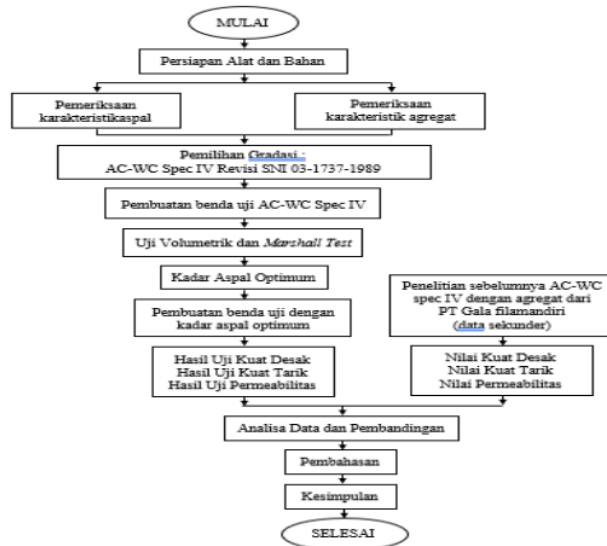 MULAI
Persiapan Alat dan Bahan
Pemeriksaan
karakteristikaspal
Pemeriksaan
karakteristik agregat
Pemilihan Gradasi :
AC-WC Spec IV Revisi SNI 03-1737-1989
Pembuatan benda uji AC-WC Spec IV
Uji Volumetrik dan Marshall Test
Kadar Aspal Optimum
Pembuatan benda uji dengan
kadar aspal optimum
Penelitian sebelumnya AC-WC
spec IV dengan agregat dari
PT Gala filamandiri
(data sekunder)
Hasil Uji Kuat Desak
Hasil Uji Kuat Tarik
Hasil Uji Permeabilitas
Nilai Kuat Desak
Nilai Kuat Tarik
Nilai Permeabilitas
Analisa Data dan Pembandingan
Pembahasan
Kesimpulan
SELESAI